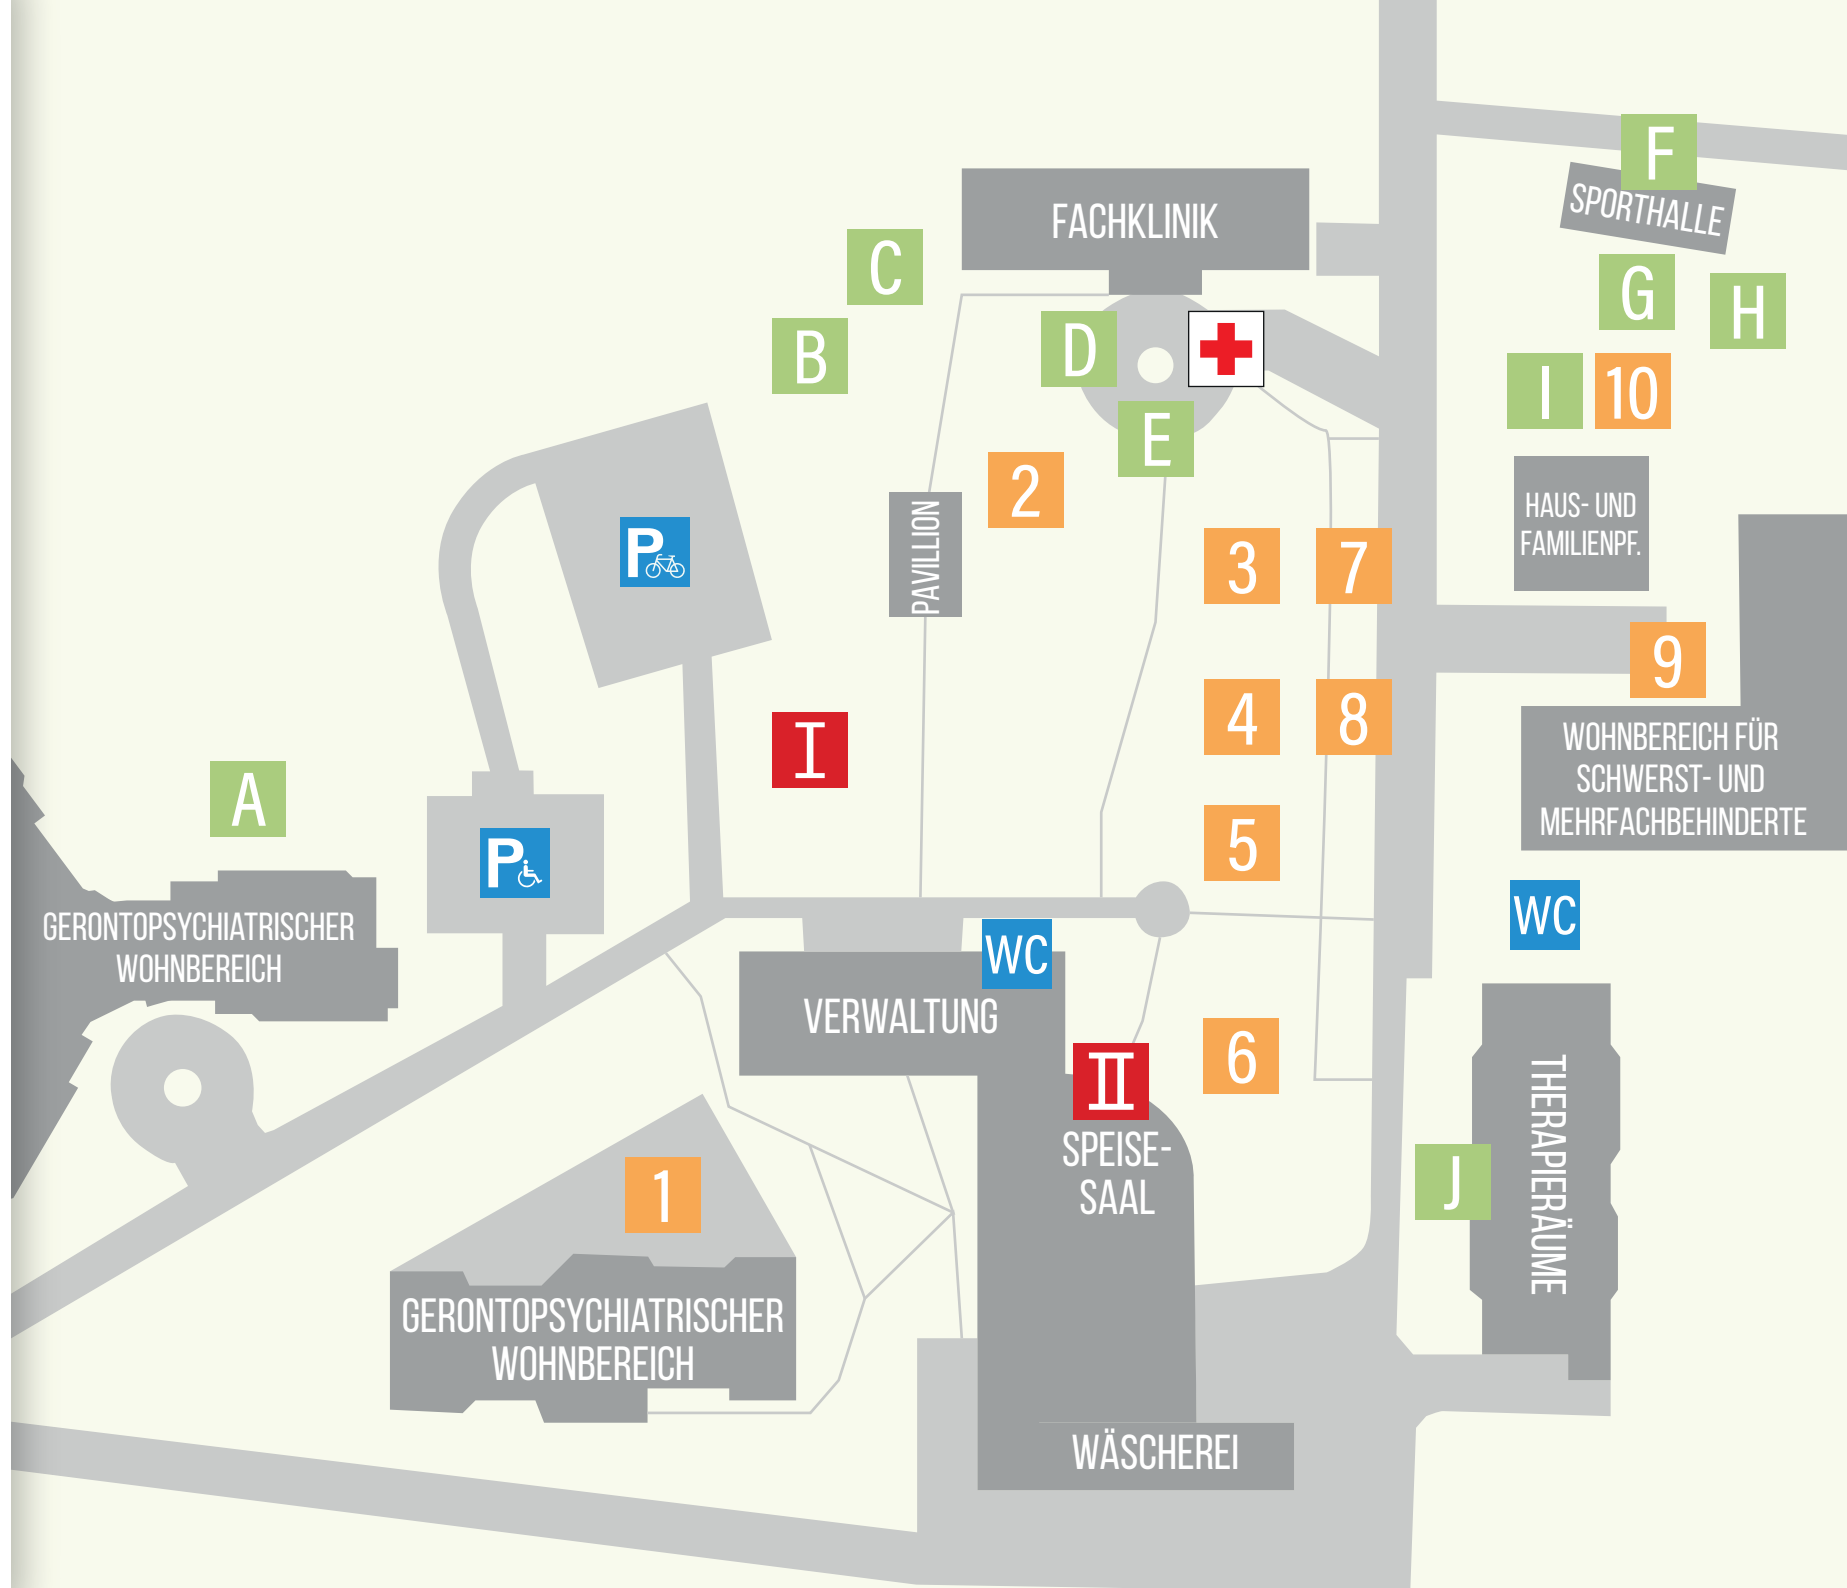 F
SPORTHALLE
FACHKLINIK
C
G
H
B
D
E
I
10
2
PAVILLION
HAUS- UND
FAMILIENPF.
P
3
7
9
I
4
8
WOHNBEREICH FÜR
SCHWERST- UND
MEHRFACHBEHINDERTE
A
P
5
GERONTOPSYCHIATRISCHER
WOHNBEREICH
WC
WC
VERWALTUNG
6
II
SPEISE-
SAAL
J
THERAPIERÄUME
1
GERONTOPSYCHIATRISCHER
WOHNBEREICH
WÄSCHEREI